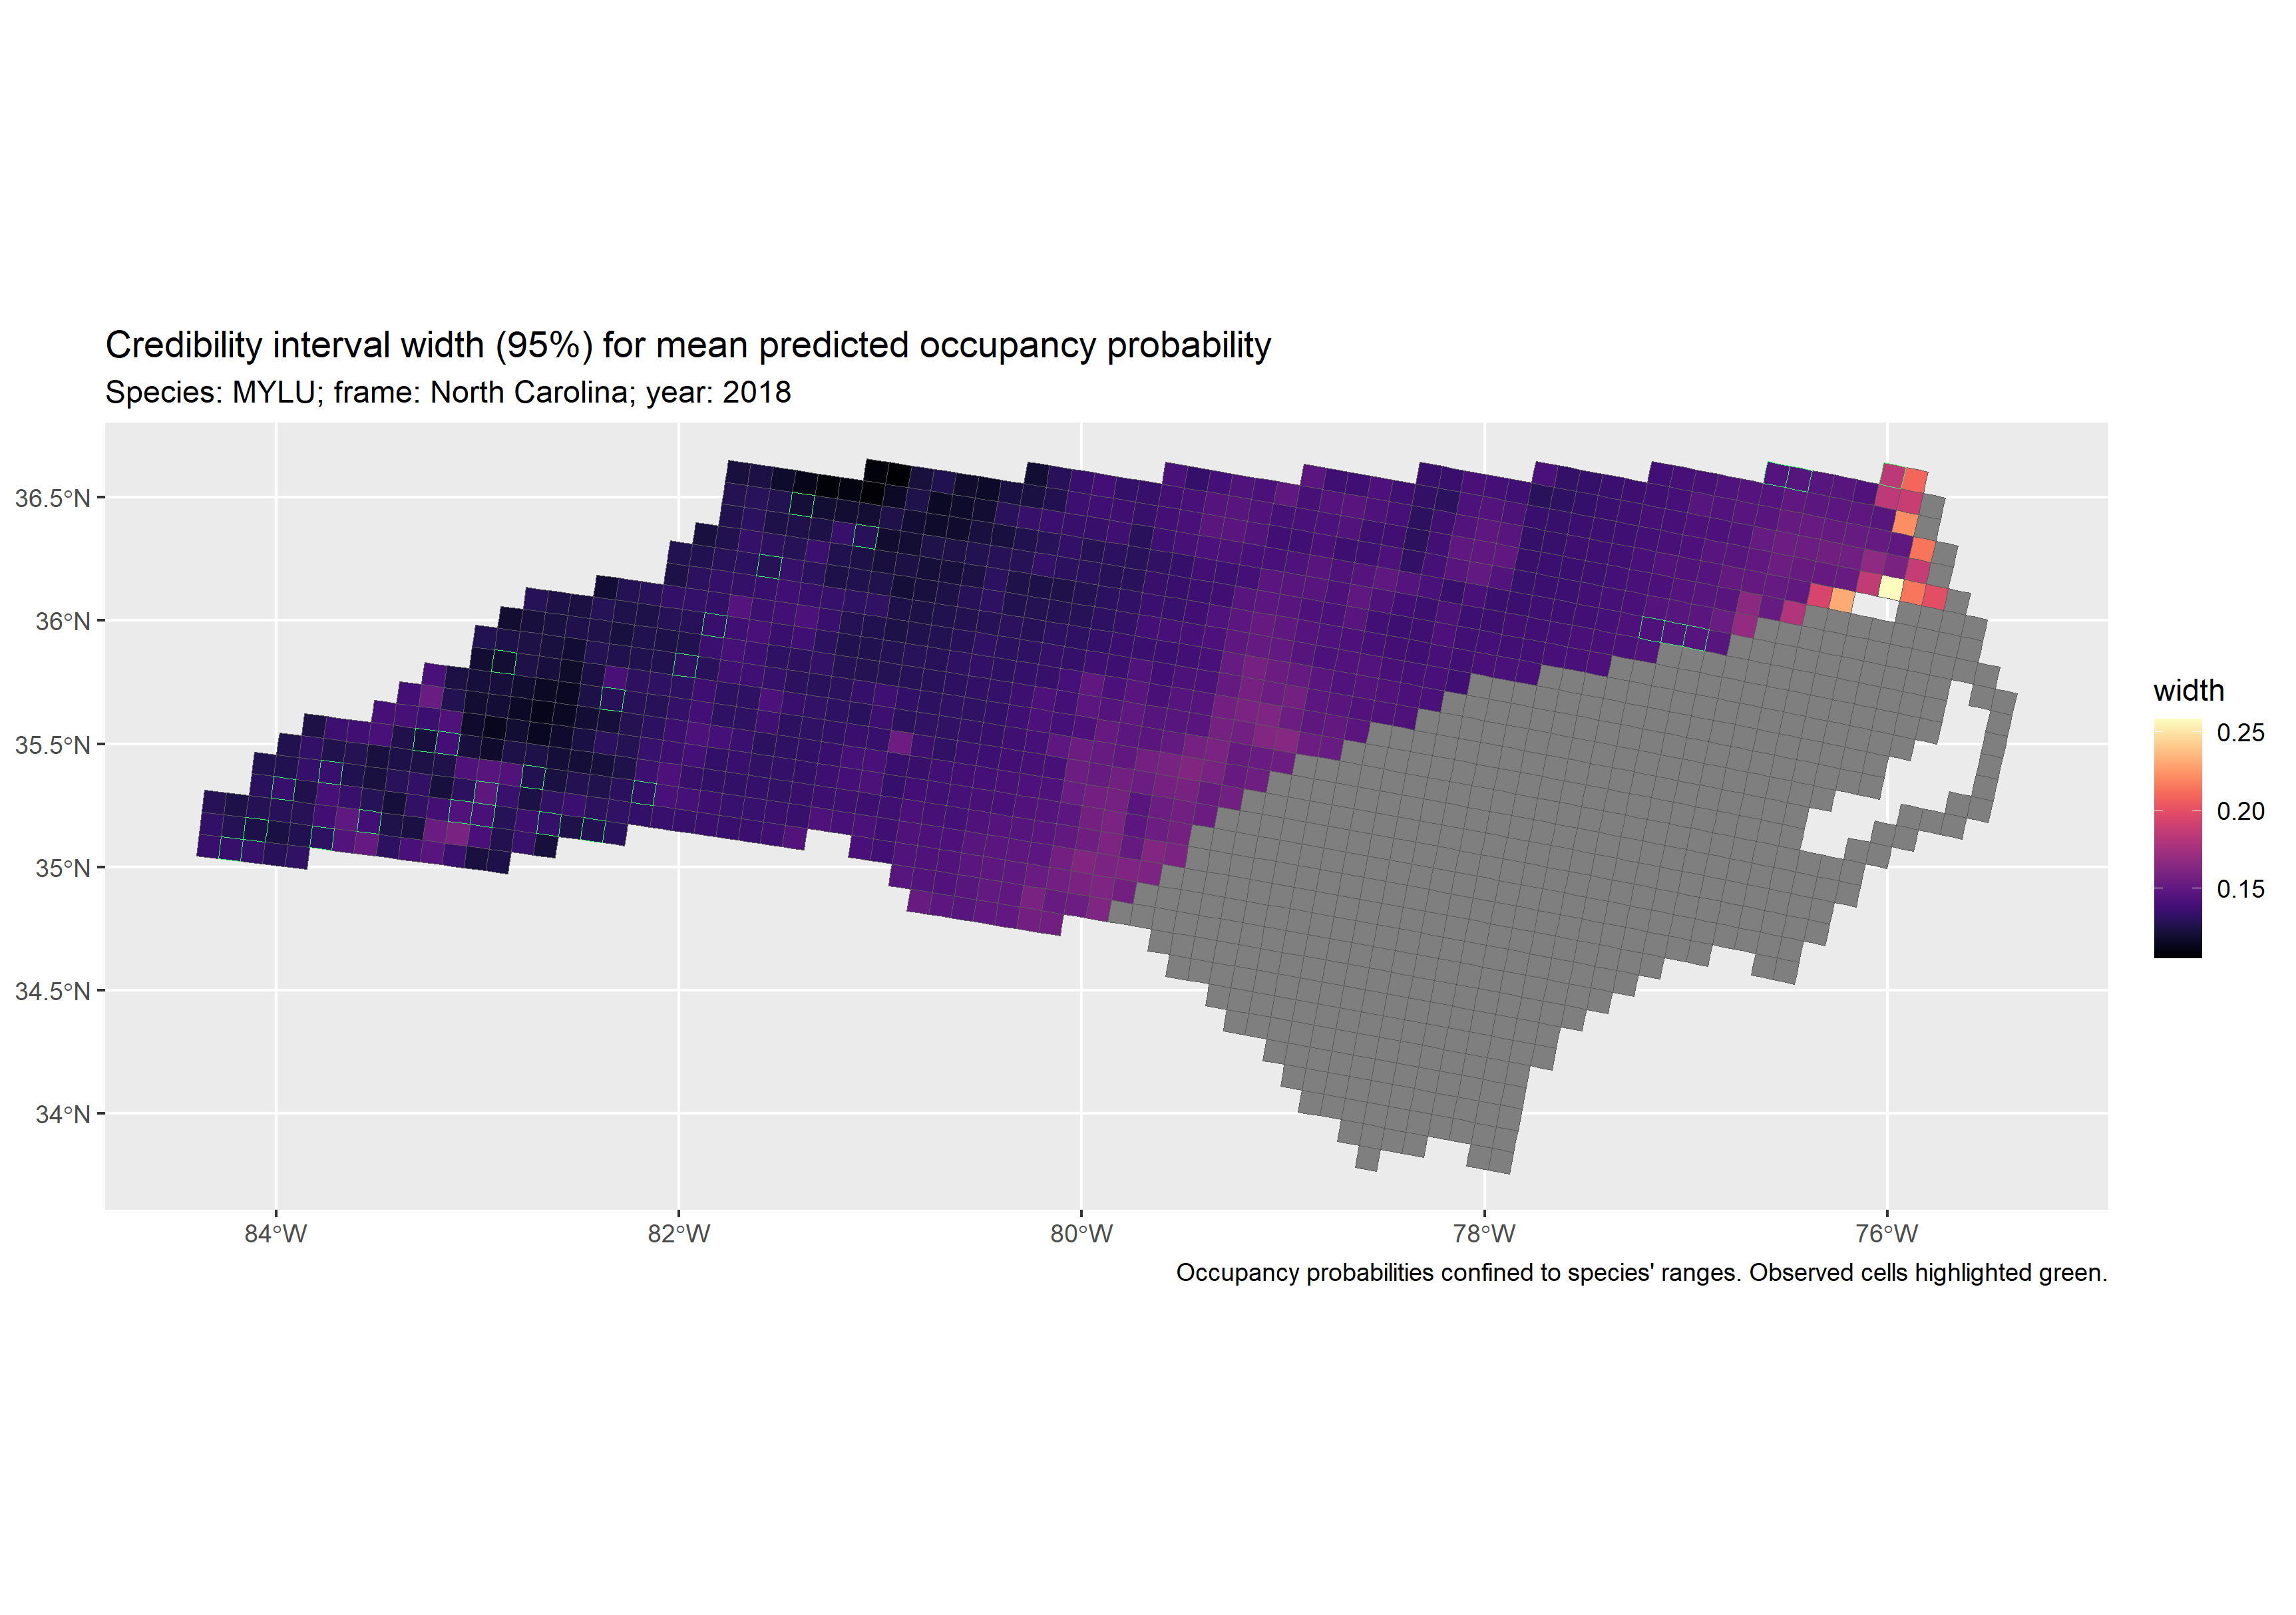 Credibility interval width (95%) for mean predicted occupancy probability
Species: MYLU; frame: North Carolina; year: 2018
36.5°N
36°N
35.5°N
35°N
34.5°N
34°N
84°W
82°W
80°W
78°W
76°W
width
0.25
0.20
0.15
Occupancy probabilities confined to species' ranges. Observed cells highlighted green.